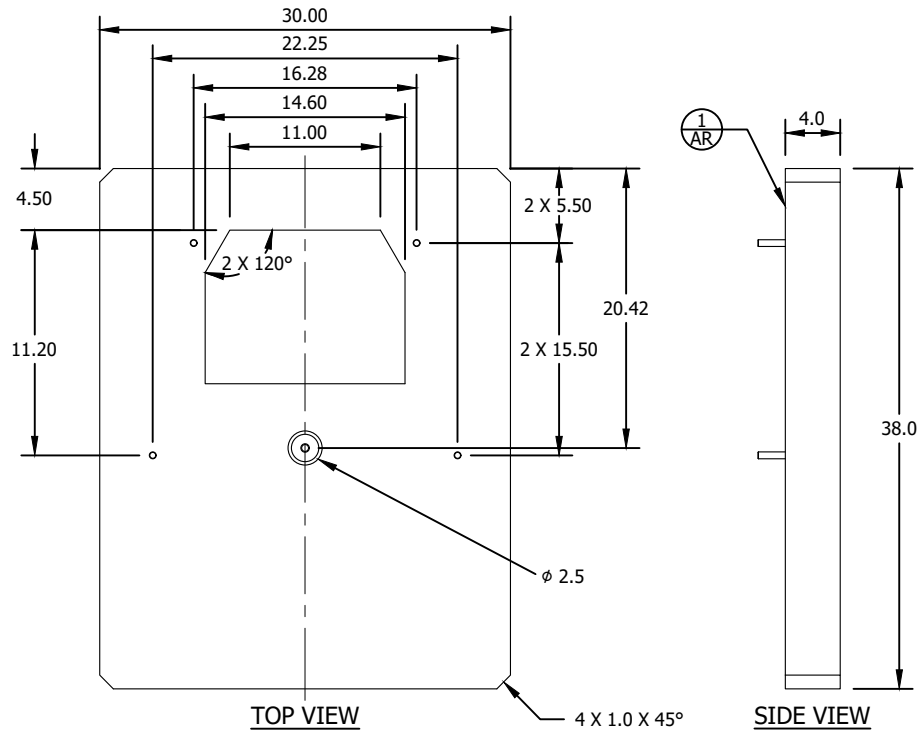 30.00
22.25
16.28
14.60
11.00
4.50
2 X 5.50
2 X 120°
20.42
11.20
2 X 15.50
ϕ 2.5
4 X 1.0 X 45°
TOP VIEW
1
AR
4.0
38.0
SIDE VIEW